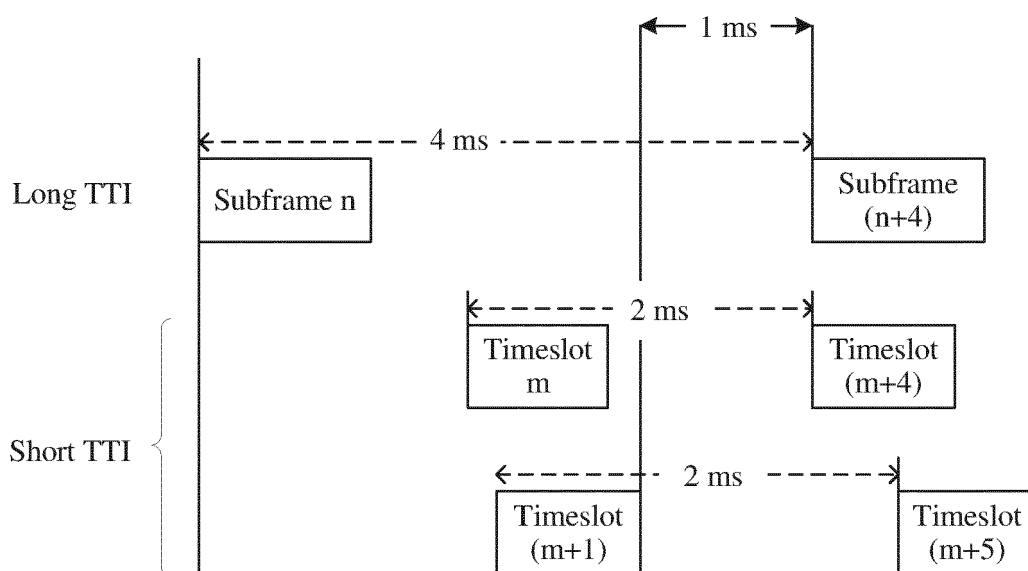 1 ms
4 ms
Long TTI
Subframe n
Subframe
(n+4)
2 ms
Timeslot
m
Timeslot
(m+4)
Short TTI
2 ms
Timeslot
(m+1)
Timeslot
(m+5)